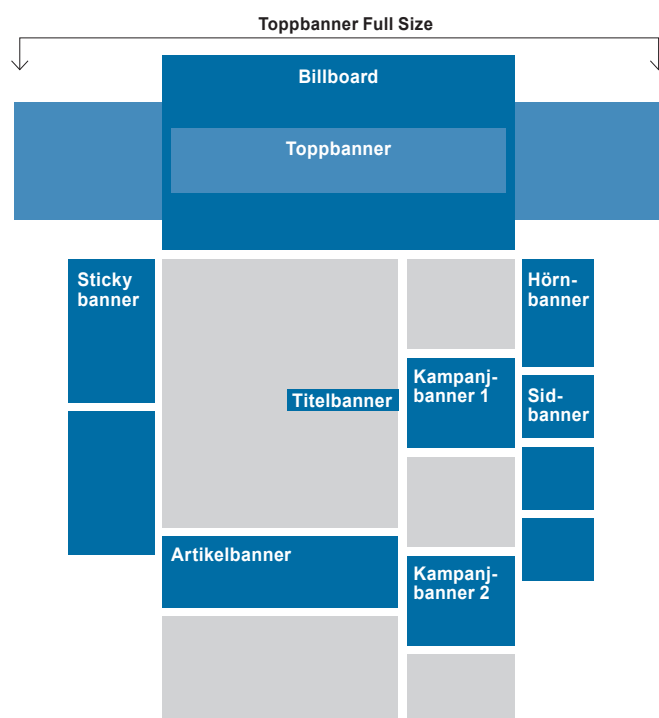 Toppbanner Full Size
Billboard
Toppbanner
Sticky
banner
Hörn-
banner
Kampanj-
banner 1
Titelbanner
Sid-
banner
Artikelbanner
Kampanj-
banner 2